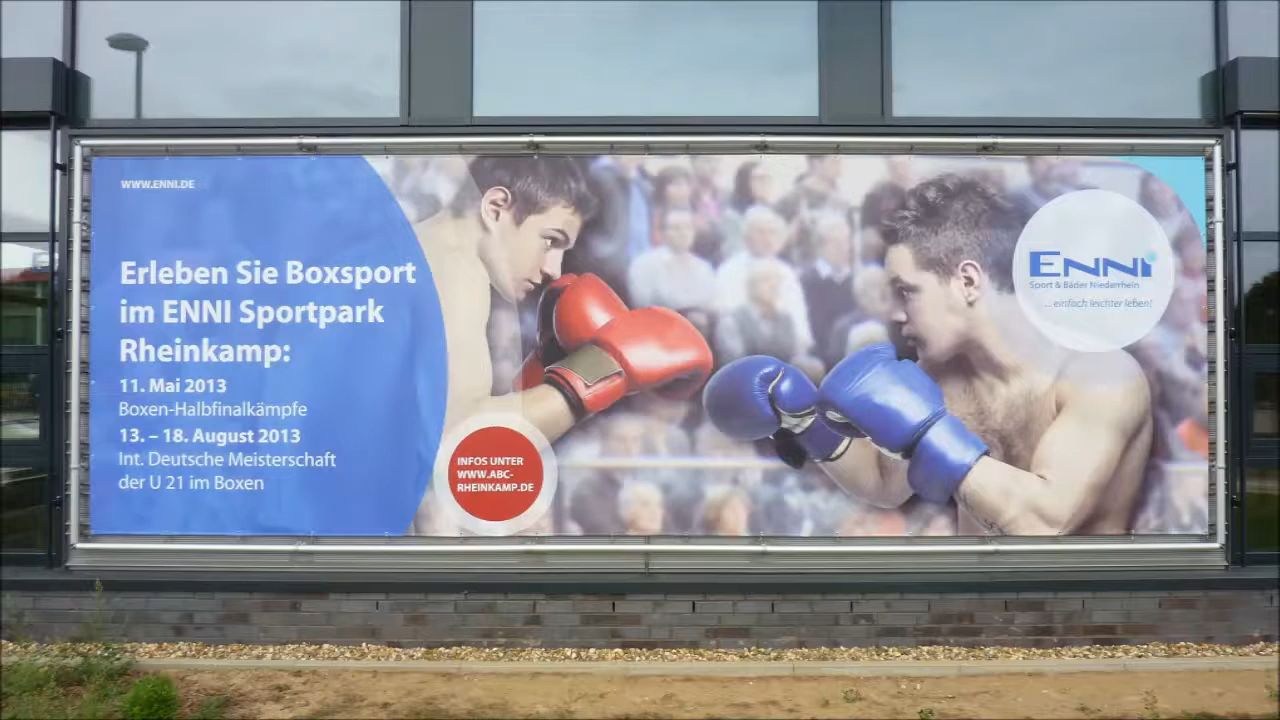 WWW.ENNI.DE
Erleben Sie Boxsport
im ENNI Sportpark
Rheinkamp:
11. Mai 2013
Boxen-Halbfinalkämpfe
13. – 18. August 2013
Int. Deutsche Meisterschaft
der U 21 im Boxen
INFOS UNTER
WWW.ABC-
RHEINKAMP.DE
ENNI
Sport & Bäder Niederrhein
... einfach leichter leben!